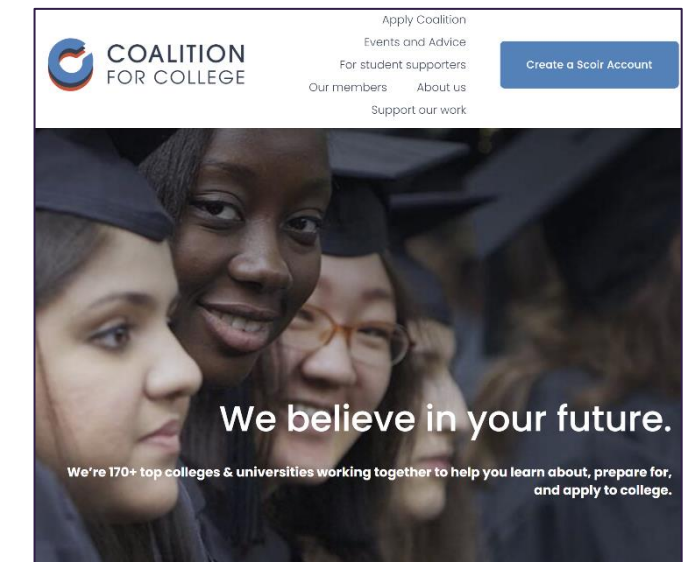 COALITION
FOR COLLEGE
Apply Coalition
Events and Advice
For student supporters
Our members About us
Support our work
Create a Scoir Account
We believe in your future.
We're 170+ top colleges & universities working together to help you learn about, prepare for,
and apply to college.